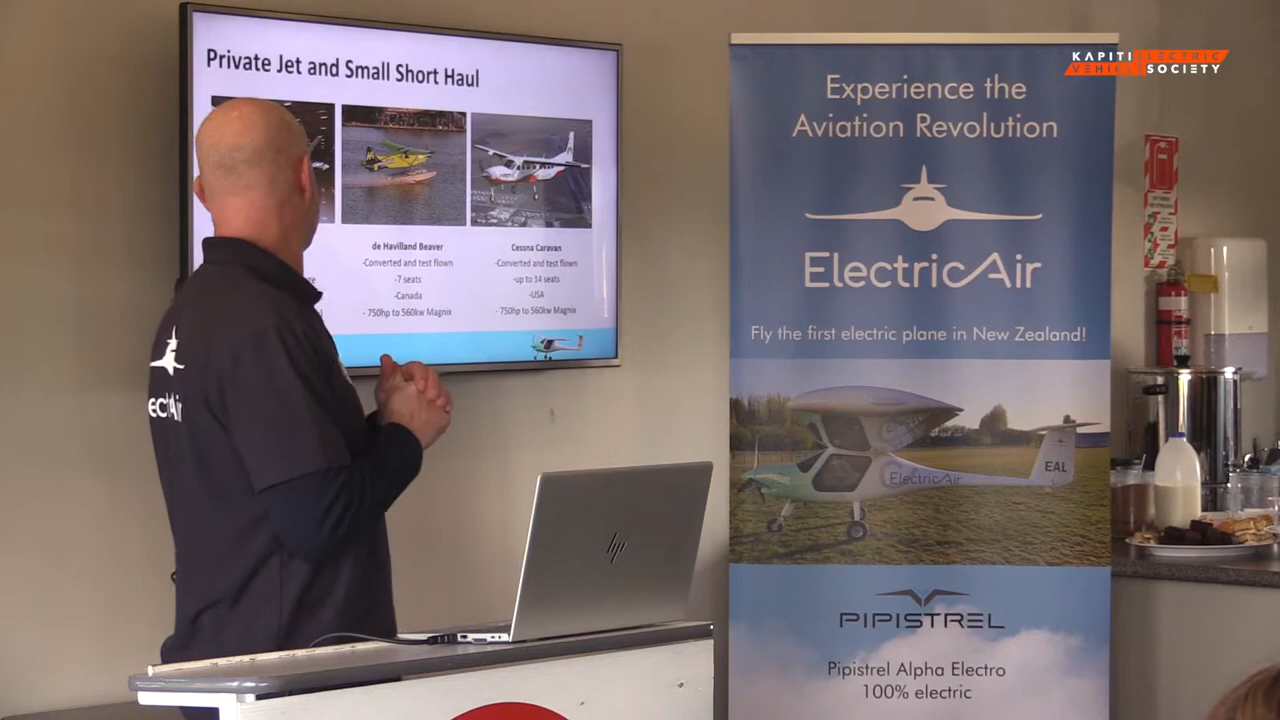 Private Jet and Small Short Haul
de Havilland Beaver
-Converted and test flown
-7 seats
-Canada
- 750hp to 560kw Magnix
Cessna Caravan
-Converted and test flown
-up to 14 seats
-USA
- 750hp to 560kw Magnix
ectricAir
hp
Experience the
Aviation Revolution
ElectricAir
Fly the first electric plane in New Zealand!
ElectricAir
EAL
PIPISTREL
Pipistrel Alpha Electro
100% electric
KAPITI ELECTRIC
VEHICLE SOCIETY